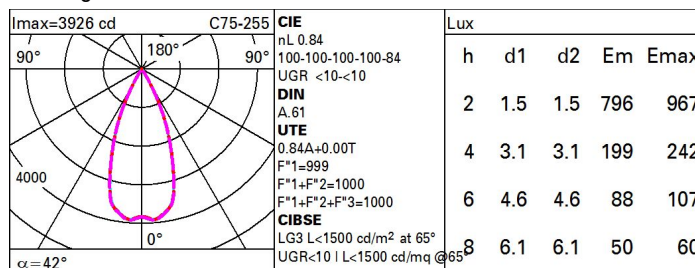 Imax=3926 cd C75-255
90° 180° 90°
4000
0°
α=42°
CIE
nL 0.84
100-100-100-100-84
UGR <10-<10
DIN
A.61
UTE
0.84A+0.00T
F"1=999
F"1+F"2=1000
F"1+F"2+F"3=1000
CIBSE
LG3 L<1500 cd/m² at 65°
UGR<10 | L<1500 cd/mq @65°
Lux
h d1 d2 Em Emax
2 1.5 1.5 796 967
4 3.1 3.1 199 242
6 4.6 4.6 88 107
8 6.1 6.1 50 60